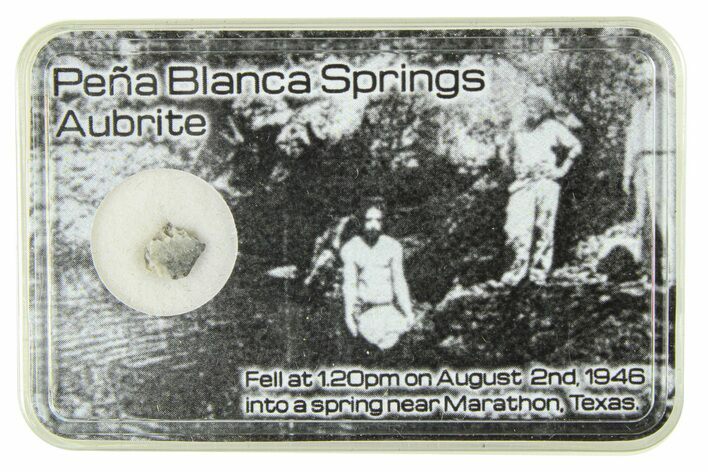 Peña Blanca Springs
Aubrite
Fell at 1.20pm on August 2nd, 1946
into a spring near Marathon, Texas.